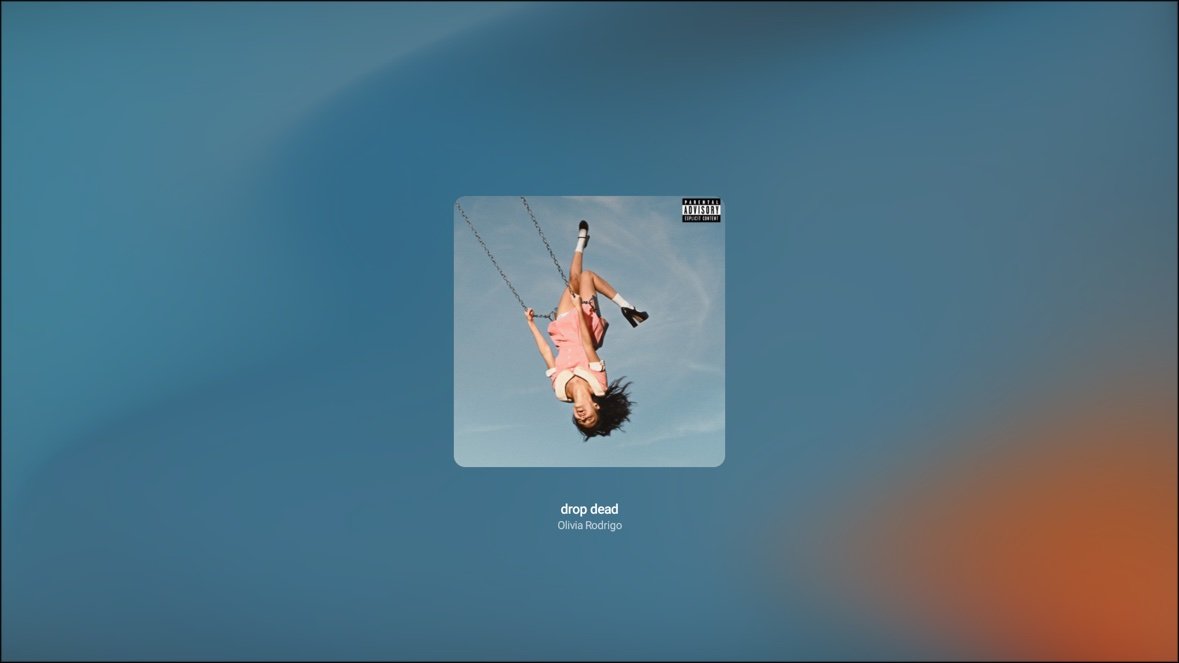 PARENTAL
ADVISORY
EXPLICIT CONTENT
drop dead
Olivia Rodrigo